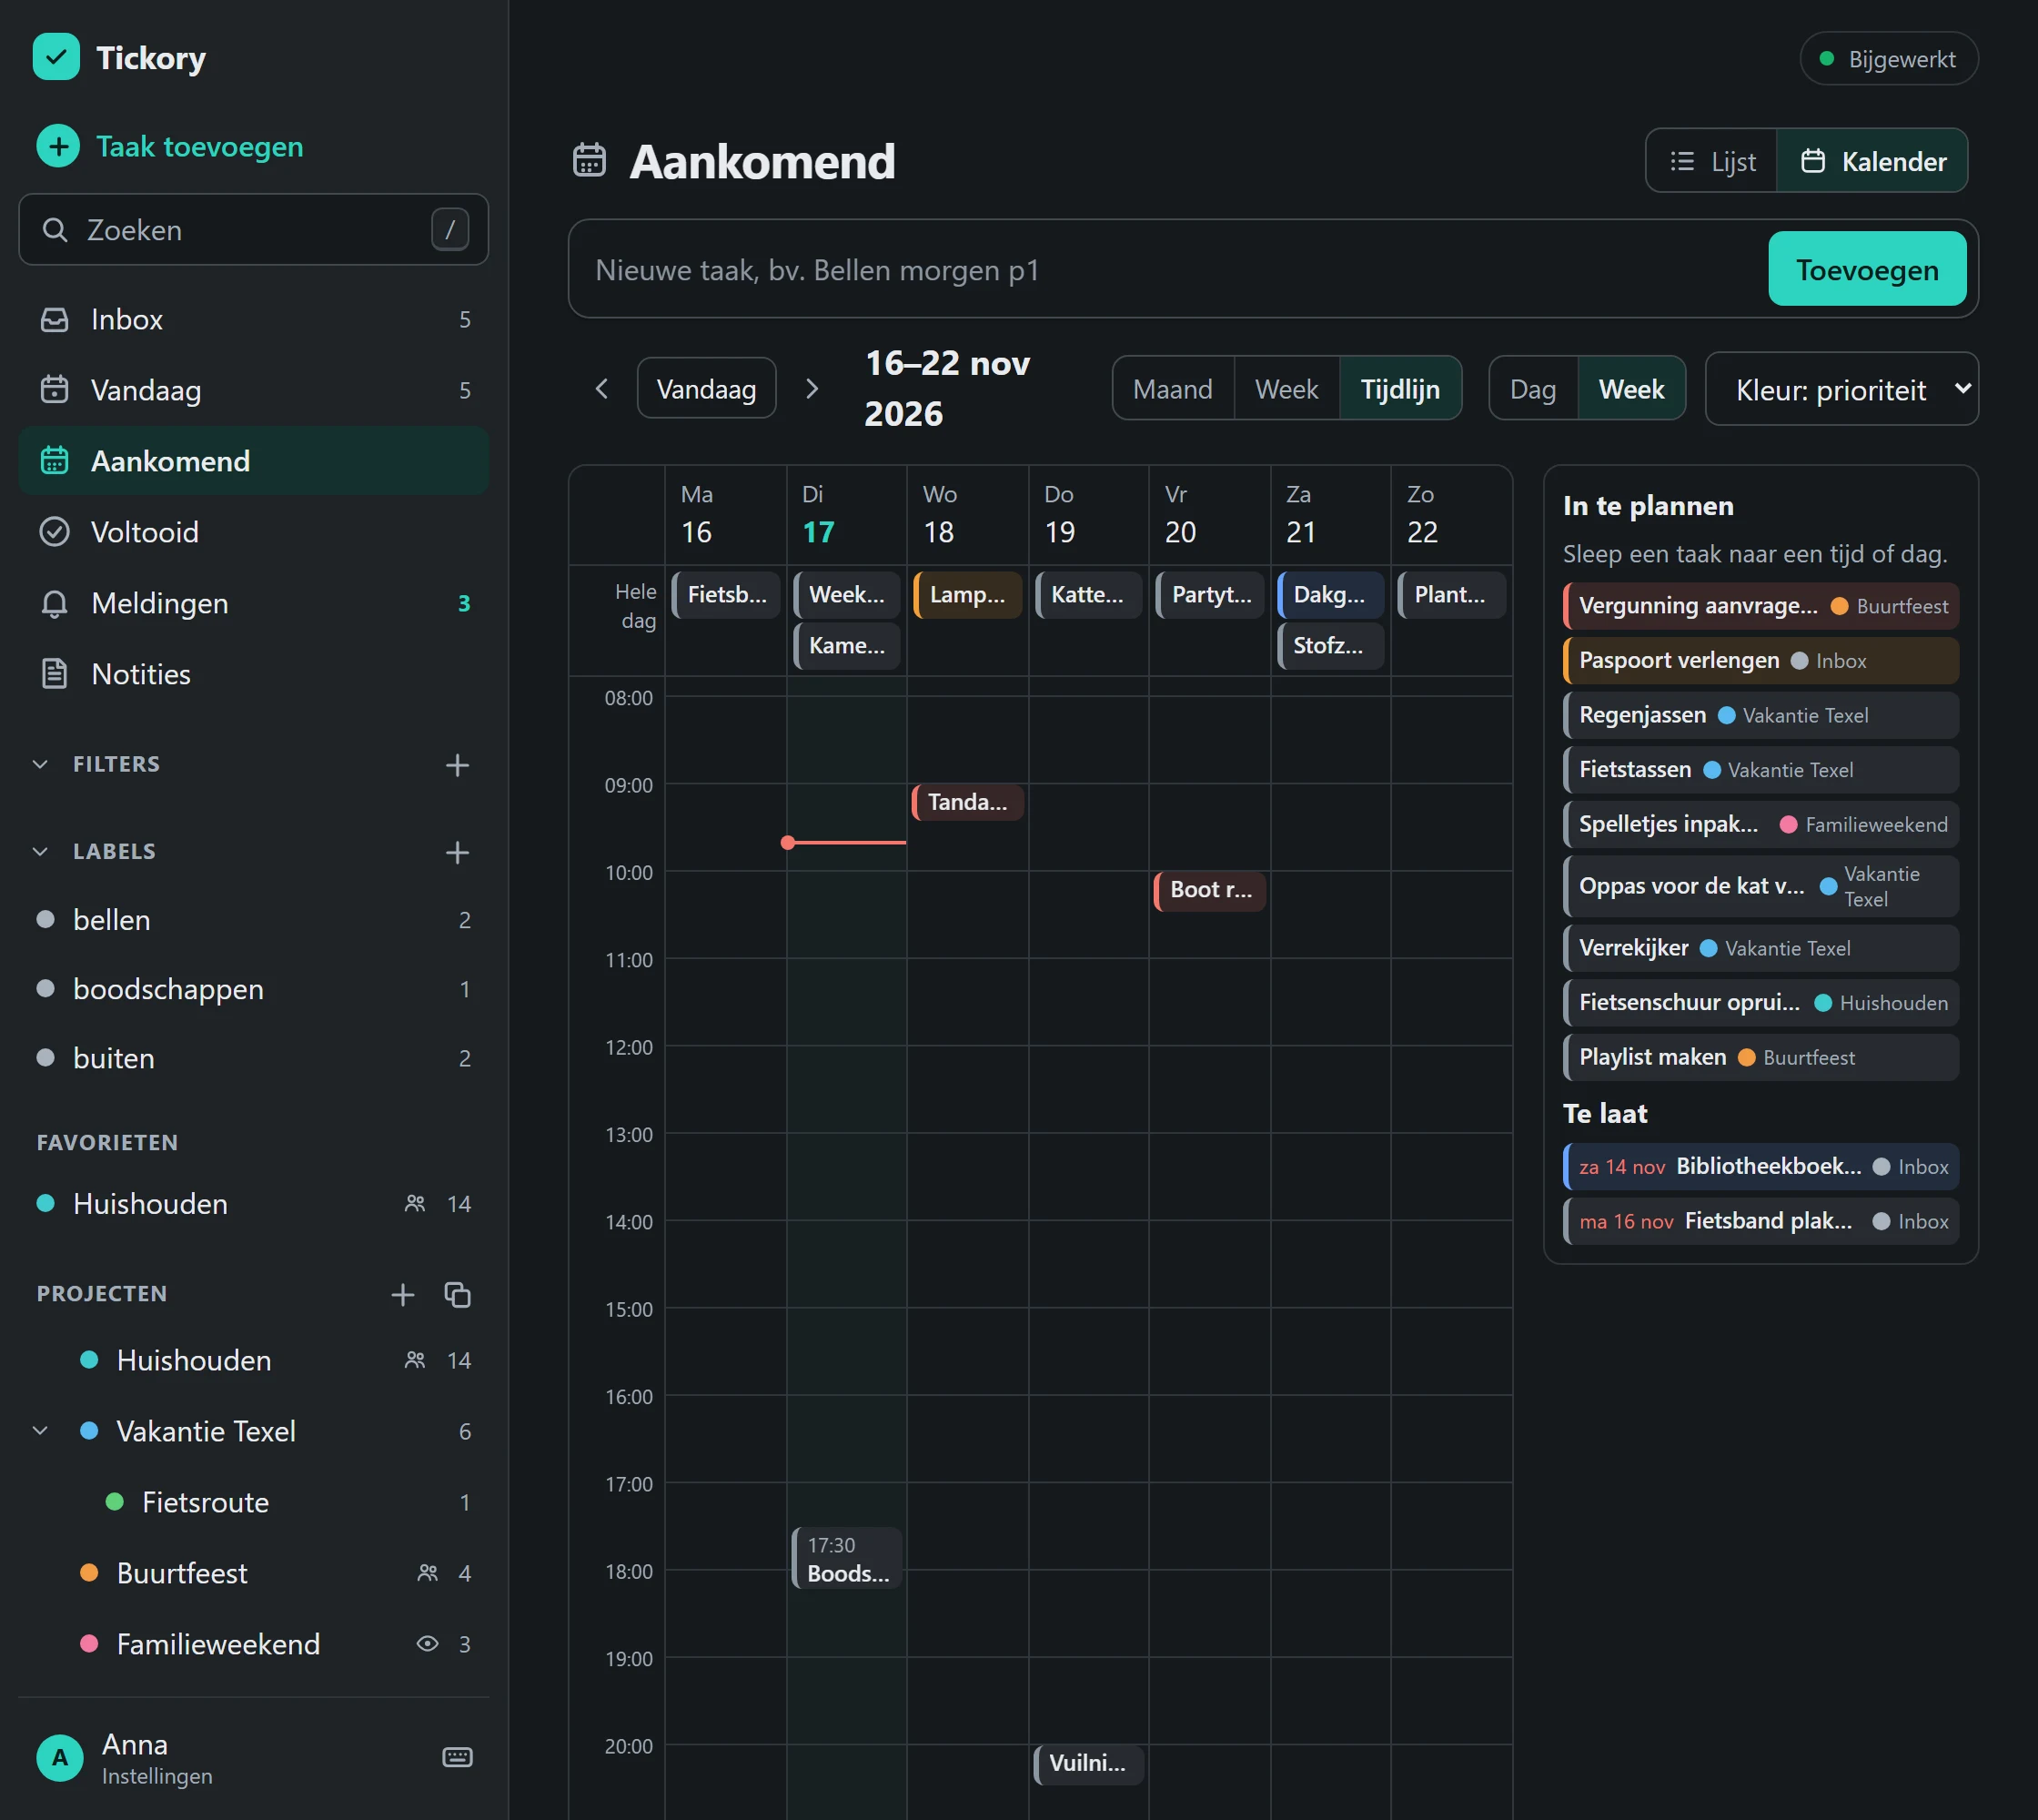 Tickory
Taak toevoegen
Zoeken /
Inbox 5
Vandaag 5
Aankomend
Voltooid
Meldingen 3
Notities
FILTERS
LABELS
bellen 2
boodschappen 1
buiten 2
FAVORIETEN
Huishouden 14
PROJECTEN
Huishouden 14
Vakantie Texel 6
Fietsroute 1
Buurtfeest 4
Familieweekend 3
A
Anna
Instellingen
Bijgewerkt
Aankomend
Lijst Kalender
Nieuwe taak, bv. Bellen morgen p1
Toevoegen
Vandaag
16–22 nov
2026
Maand Week Tijdlijn
Dag Week
Kleur: prioriteit
Ma Di Wo Do Vr Za Zo
16 17 18 19 20 21 22
Hele
dag
Fietsb... Week... Lamp... Katte... Partyt... Dakg... Plant...
Kame... Stofz...
08:00
09:00
Tanda...
10:00
Boot r...
11:00
12:00
13:00
14:00
15:00
16:00
17:00
17:30
Boods...
18:00
19:00
20:00
Vuilni...
In te plannen
Sleep een taak naar een tijd of dag.
Vergunning aanvrage... Buurtfeest
Paspoort verlengen Inbox
Regenjassen Vakantie Texel
Fietstassen Vakantie Texel
Spelletjes inpak... Familieweekend
Oppas voor de kat v... Vakantie
Texel
Verrekijker Vakantie Texel
Fietsenschuur oprui... Huishouden
Playlist maken Buurtfeest
Te laat
za 14 nov Bibliotheekboek... Inbox
ma 16 nov Fietsband plak... Inbox